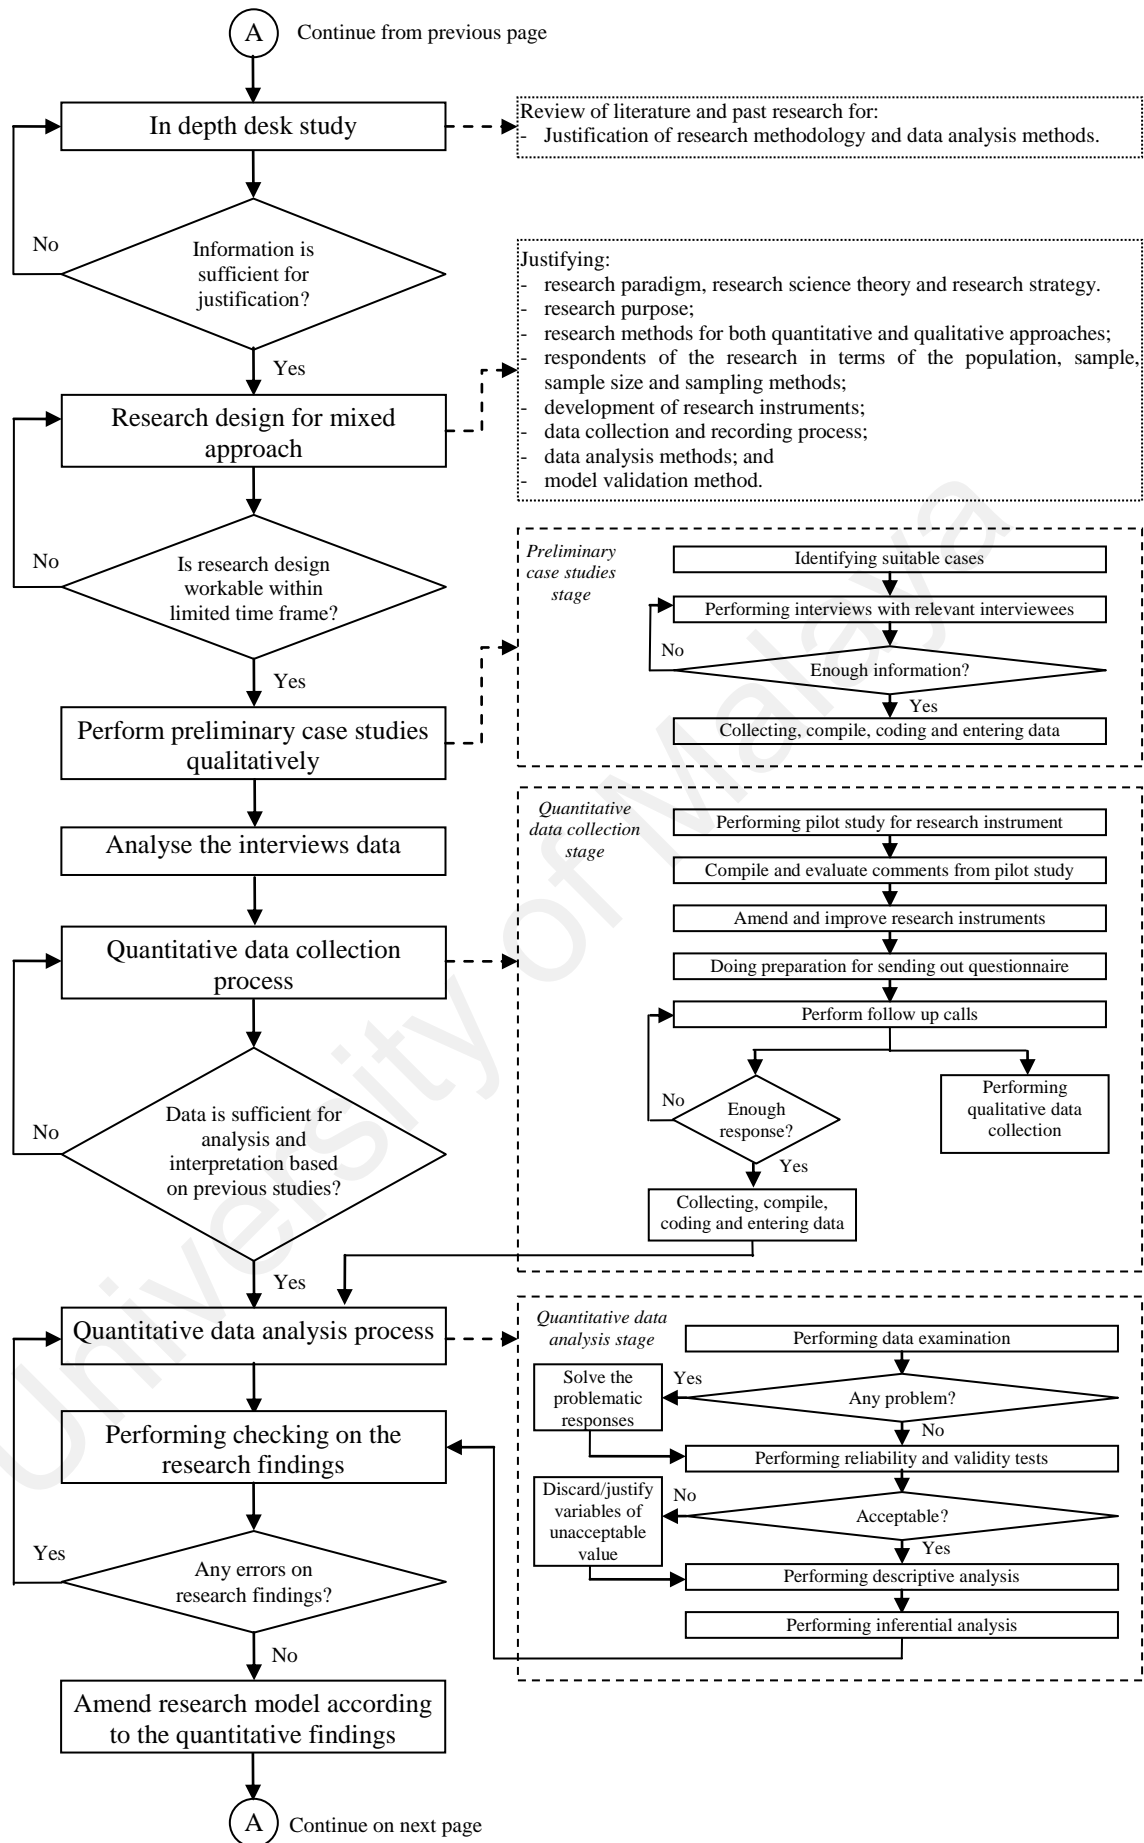 A
Continue from previous page
In depth desk study
Review of literature and past research for:
- Justification of research methodology and data analysis methods.
No
Information is
sufficient for
justification?
Yes
Justifying:
- research paradigm, research science theory and research strategy.
- research purpose;
- research methods for both quantitative and qualitative approaches;
- respondents of the research in terms of the population, sample,
sample size and sampling methods;
- development of research instruments;
- data collection and recording process;
- data analysis methods; and
- model validation method.
Research design for mixed
approach
No
Is research design
workable within
limited time frame?
Yes
Preliminary
case studies
stage
Identifying suitable cases
Performing interviews with relevant interviewees
No
Enough information?
Yes
Collecting, compile, coding and entering data
Perform preliminary case studies
qualitatively
Analyse the interviews data
Quantitative
data collection
stage
Performing pilot study for research instrument
Compile and evaluate comments from pilot study
Amend and improve research instruments
Doing preparation for sending out questionnaire
Perform follow up calls
No
Enough
response?
Yes
Performing
qualitative data
collection
Collecting, compile,
coding and entering data
Quantitative data collection
process
No
Data is sufficient for
analysis and
interpretation based
on previous studies?
Yes
Quantitative data analysis process
Quantitative data
analysis stage
Performing data examination
Solve the
problematic
responses
Yes
Any problem?
No
Performing reliability and validity tests
Discard/justify
variables of
unacceptable
value
No
Acceptable?
Yes
Performing descriptive analysis
Performing inferential analysis
Performing checking on the
research findings
Yes
Any errors on
research findings?
No
Amend research model according
to the quantitative findings
A
Continue on next page
University of Malaya